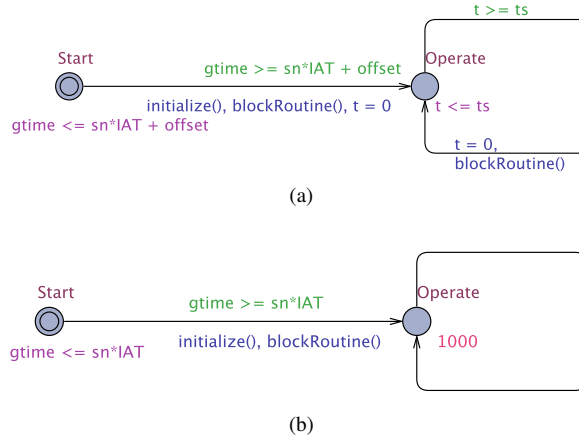 t >= ts
Start
Operate
gtime >= sn*IAT + offset
initialize(), blockRoutine(), t = 0
t <= ts
gtime <= sn*IAT + offset
t = 0,
blockRoutine()
(a)
Start
Operate
gtime >= sn*IAT
initialize(), blockRoutine()
1000
gtime <= sn*IAT
(b)